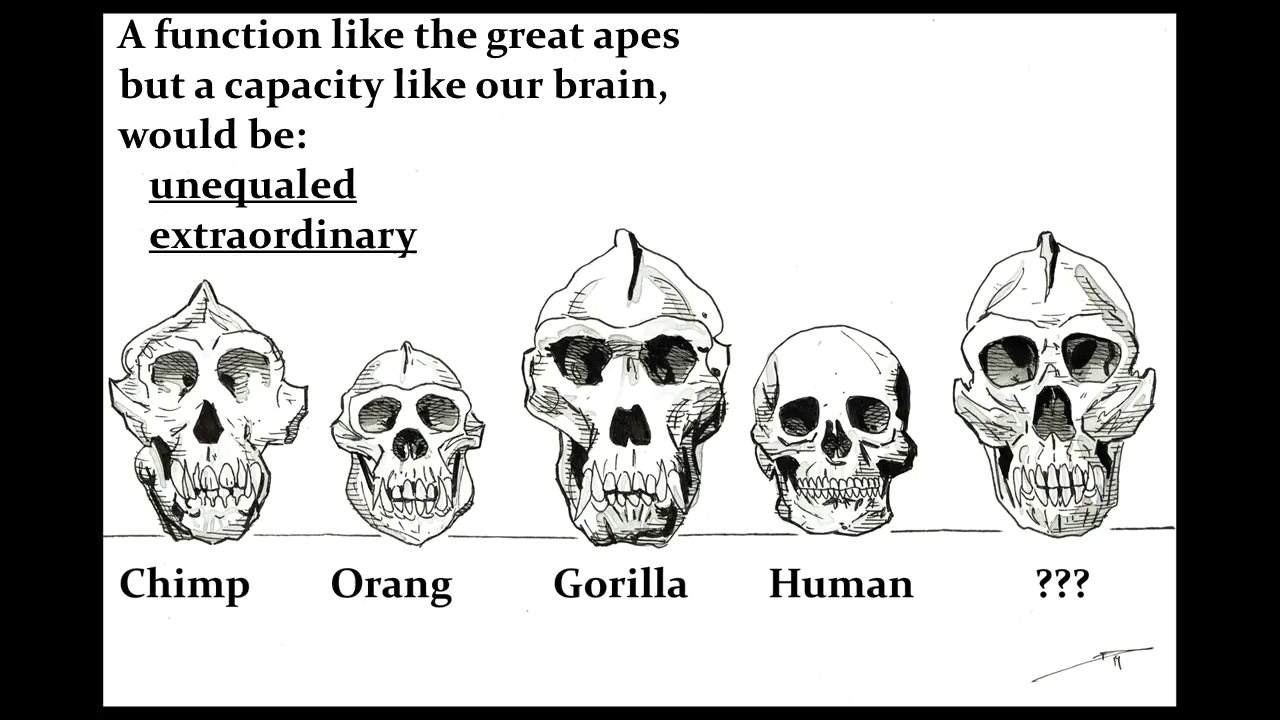 A function like the great apes
but a capacity like our brain,
would be:
unequaled
extraordinary
Chimp Orang Gorilla Human ???